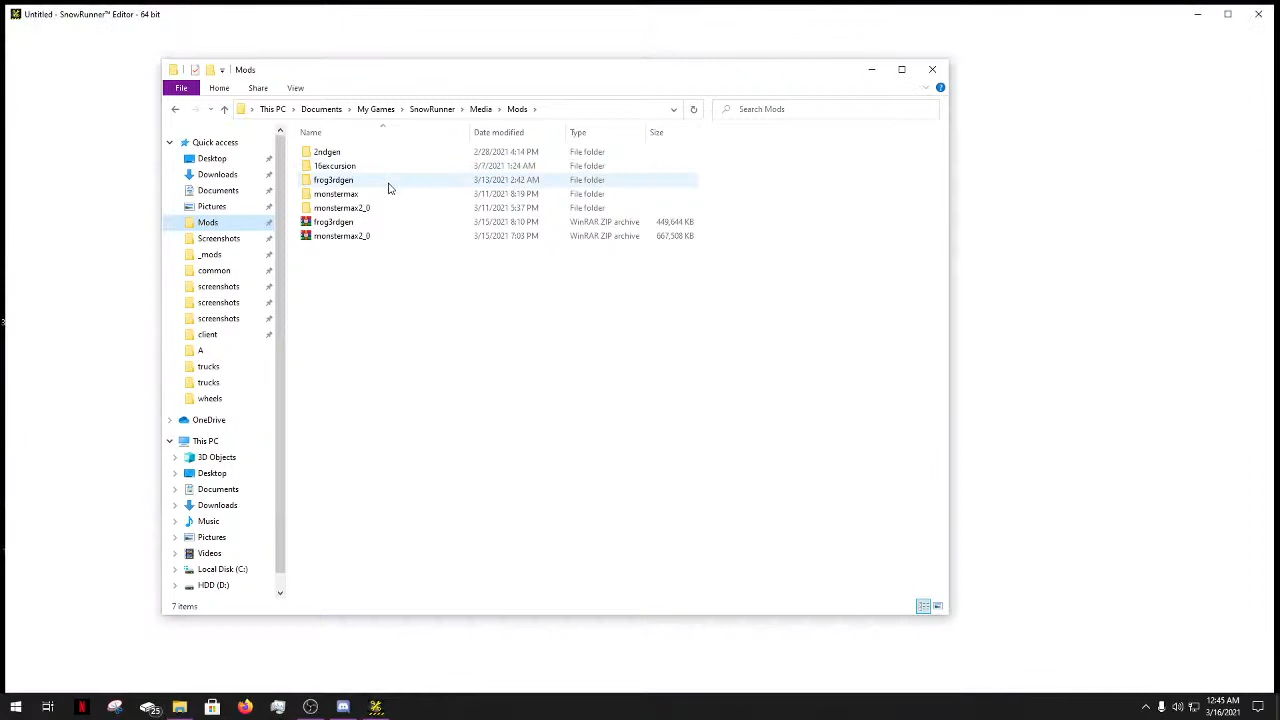 Untitled - SnowRunner™ Editor - 64 bit
Mods
File Home Share View
This PC Documents My Games SnowRunner Media Mods
Search Mods
Name Date modified Type Size
Quick access
Desktop
Downloads
Documents
Pictures
Mods
Screenshots
_mods
common
screenshots
screenshots
screenshots
client
A
trucks
trucks
wheels
OneDrive
This PC
3D Objects
Desktop
Documents
Downloads
Music
Pictures
Videos
Local Disk (C:)
HDD (D:)
2ndgen 2/28/2021 4:14 PM File folder
16excursion 3/7/2021 1:24 AM File folder
frog3rdgen 3/13/2021 2:42 AM File folder
monstermax 3/11/2021 8:19 PM File folder
monstermax2_0 3/11/2021 5:37 PM File folder
frog3rdgen 3/15/2021 8:10 PM WinRAR ZIP archive 449,644 KB
monstermax2_0 3/15/2021 7:03 PM WinRAR ZIP archive 667,508 KB
7 items
25
12:45 AM
3/16/2021